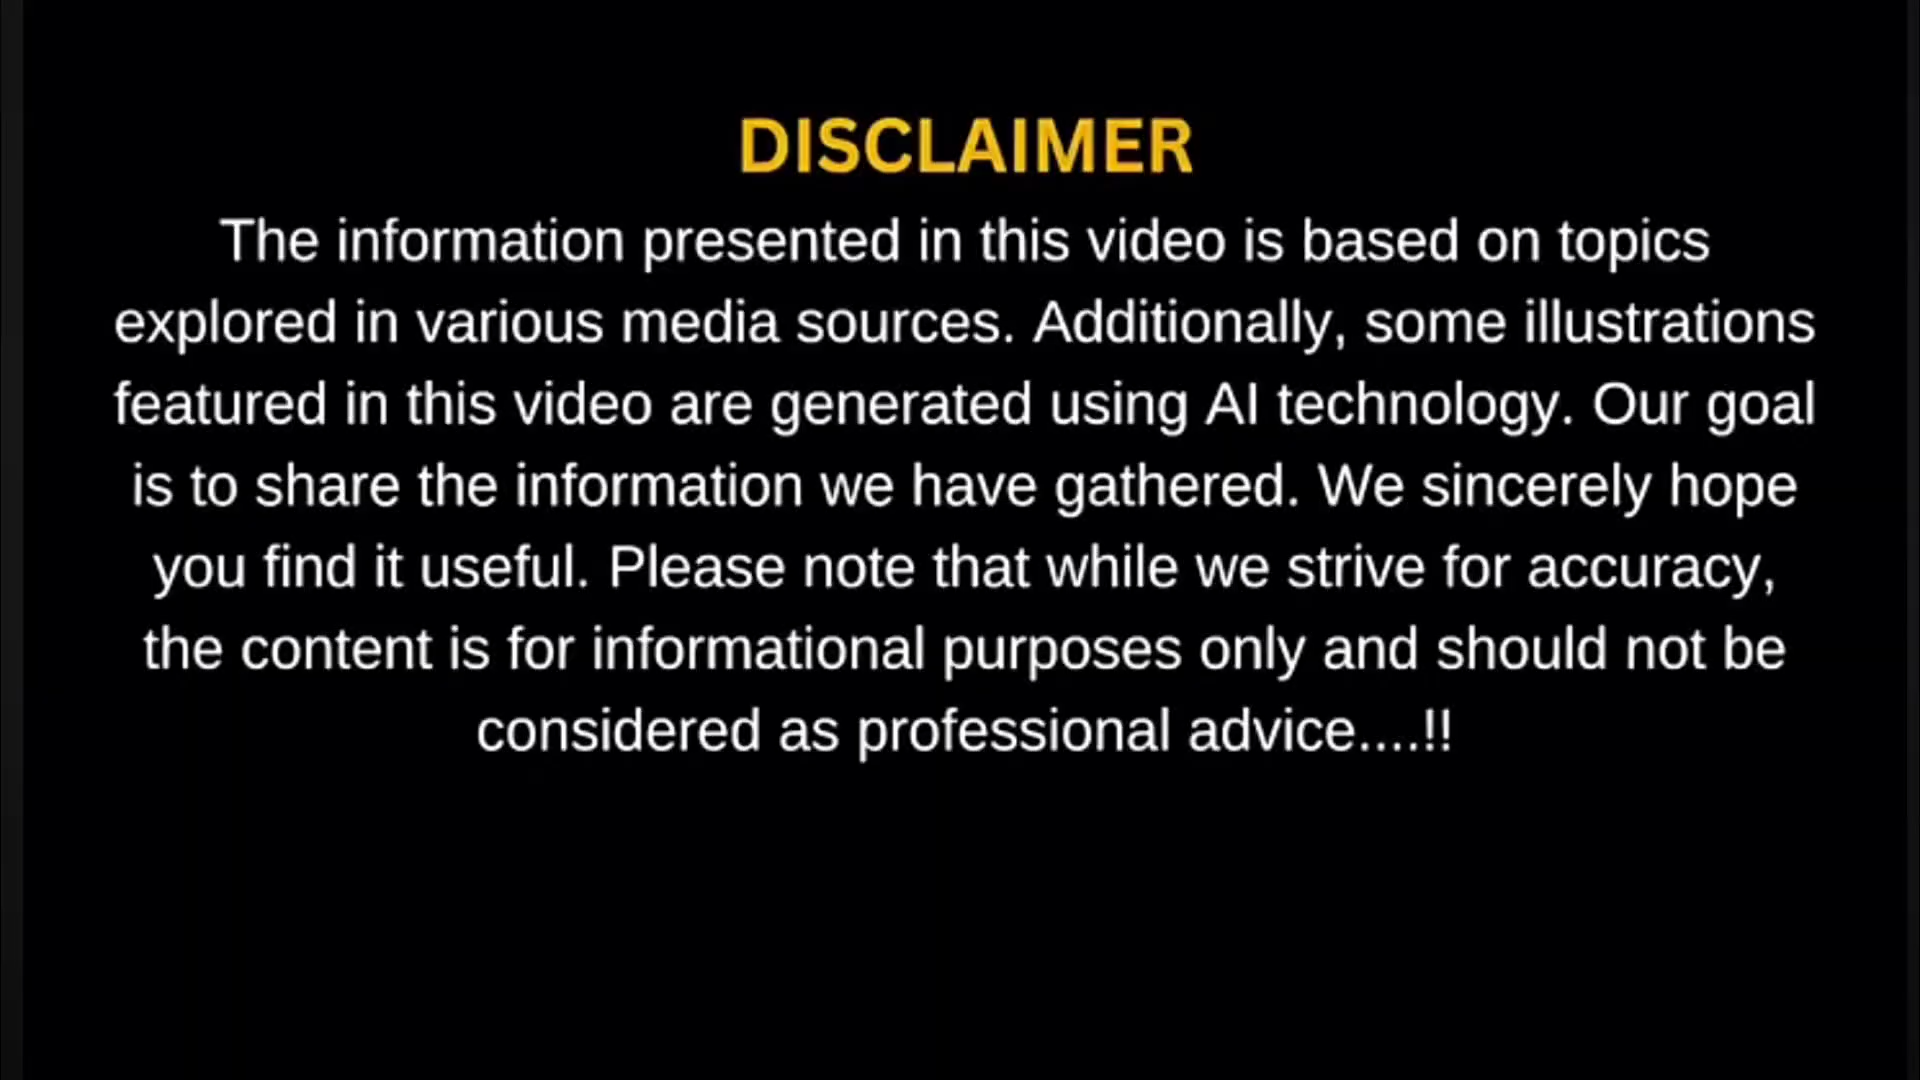 DISCLAIMER
The information presented in this video is based on topics
explored in various media sources. Additionally, some illustrations
featured in this video are generated using AI technology. Our goal
is to share the information we have gathered. We sincerely hope
you find it useful. Please note that while we strive for accuracy,
the content is for informational purposes only and should not be
considered as professional advice....!!